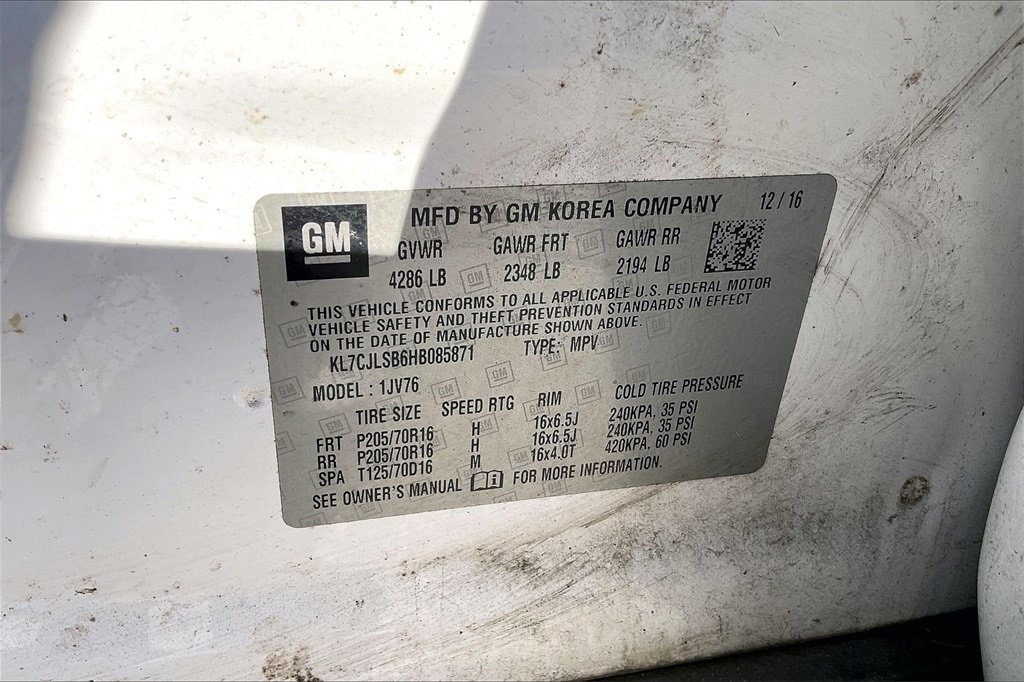 GM
MFD BY GM KOREA COMPANY 12/16
GVWR GAWR FRT GAWR RR
4286 LB 2348 LB 2194 LB
THIS VEHICLE CONFORMS TO ALL APPLICABLE U.S. FEDERAL MOTOR
VEHICLE SAFETY AND THEFT PREVENTION STANDARDS IN EFFECT
ON THE DATE OF MANUFACTURE SHOWN ABOVE.
KL7CJLSB6HB085871 TYPE: MPV
MODEL : 1JV76
TIRE SIZE SPEED RTG RIM COLD TIRE PRESSURE
FRT P205/70R16 H 16x6.5J 240KPA, 35 PSI
RR P205/70R16 H 16x6.5J 240KPA, 35 PSI
SPA T125/70D16 M 16x4.0T 420KPA, 60 PSI
SEE OWNER'S MANUAL i FOR MORE INFORMATION.